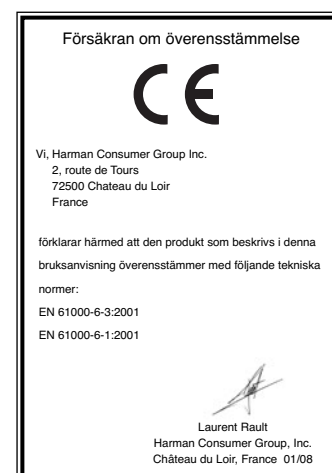 Försäkran om överensstämmelse
CE
Vi, Harman Consumer Group Inc.
2, route de Tours
72500 Chateau du Loir
France
förklarar härmed att den produkt som beskrivs i denna
bruksanvisning överensstämmer med följande tekniska
normer:
EN 61000-6-3:2001
EN 61000-6-1:2001
Laurent Rault
Harman Consumer Group, Inc.
Château du Loir, France 01/08